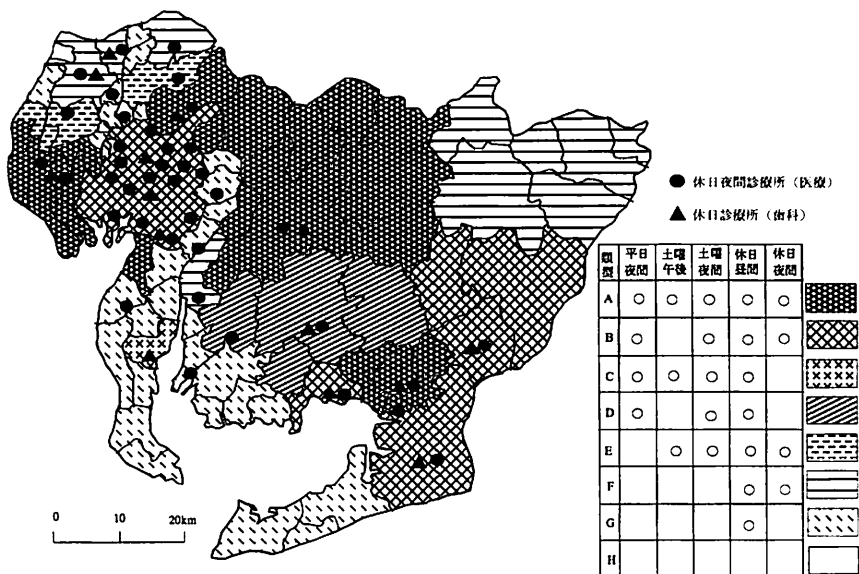 ● 休日夜間診療所（医療）
▲ 休日診療所（歯科）
類型 平日夜間 土曜午後 土曜夜間 休日昼間 休日夜間
A ○ ○ ○ ○ ○
B ○ ○ ○ ○
C ○ ○ ○ ○
D ○ ○ ○
E ○ ○ ○ ○
F ○ ○
G ○
H
0 10 20km